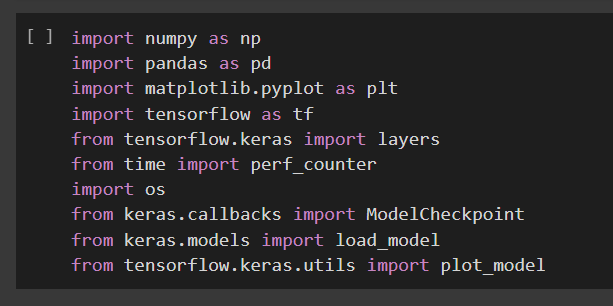 [ ] import numpy as np
import pandas as pd
import matplotlib.pyplot as plt
import tensorflow as tf
from tensorflow.keras import layers
from time import perf_counter
import os
from keras.callbacks import ModelCheckpoint
from keras.models import load_model
from tensorflow.keras.utils import plot_model